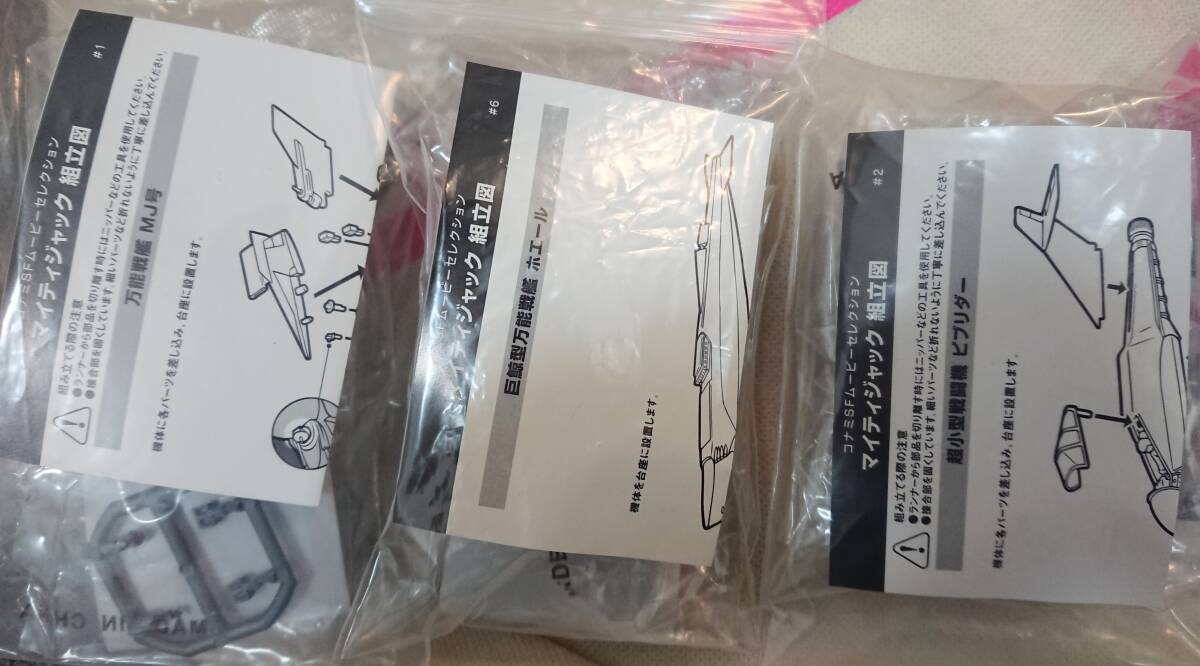 コナミSFムービーセレクション
マイティジャック 組立図 #1
組み立てる際の注意
●ランナーから部品を切り離す時にはニッパーなどの工具を使用してください。
●接合部を固くしています。細いパーツなど折れないように丁寧に差し込んでください。
万能戦艦 MJ号
機体に各パーツを差し込み、台座に設置します。
MAD IN CH
ムービーセレクション
マイティジャック 組立図 #6
巨鯨型万能戦艦 ホエール
機体を台座に設置します。
コナミSFムービーセレクション
マイティジャック 組立図 #2
組み立てる際の注意
●ランナーから部品を切り離す時にはニッパーなどの工具を使用してください。
●接合部を固くしています。細いパーツなど折れないように丁寧に差し込んでください。
超小型戦闘機 ピブリダー
機体に各パーツを差し込み、台座に設置します。